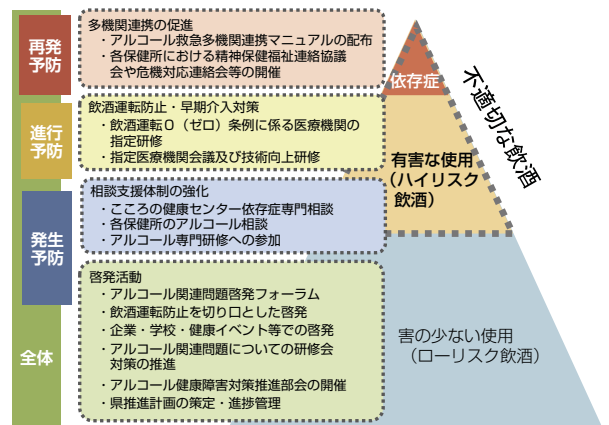 再発
予防
多機関連携の促進
・アルコール救急多機関連携マニュアルの配布
・各保健所における精神保健福祉連絡協議
会や危機対応連絡会等の開催
進行
予防
飲酒運転防止・早期介入対策
・飲酒運転０（ゼロ）条例に係る医療機関の
指定研修
・指定医療機関会議及び技術向上研修
発生
予防
相談支援体制の強化
・こころの健康センター依存症専門相談
・各保健所のアルコール相談
・アルコール専門研修への参加
全体
啓発活動
・アルコール関連問題啓発フォーラム
・飲酒運転防止を切り口とした啓発
・企業・学校・健康イベント等での啓発
・アルコール関連問題についての研修会
対策の推進
・アルコール健康障害対策推進部会の開催
・県推進計画の策定・進捗管理
依存症
有害な使用
（ハイリスク
飲酒）
害の少ない使用
（ローリスク飲酒）
不適切な飲酒